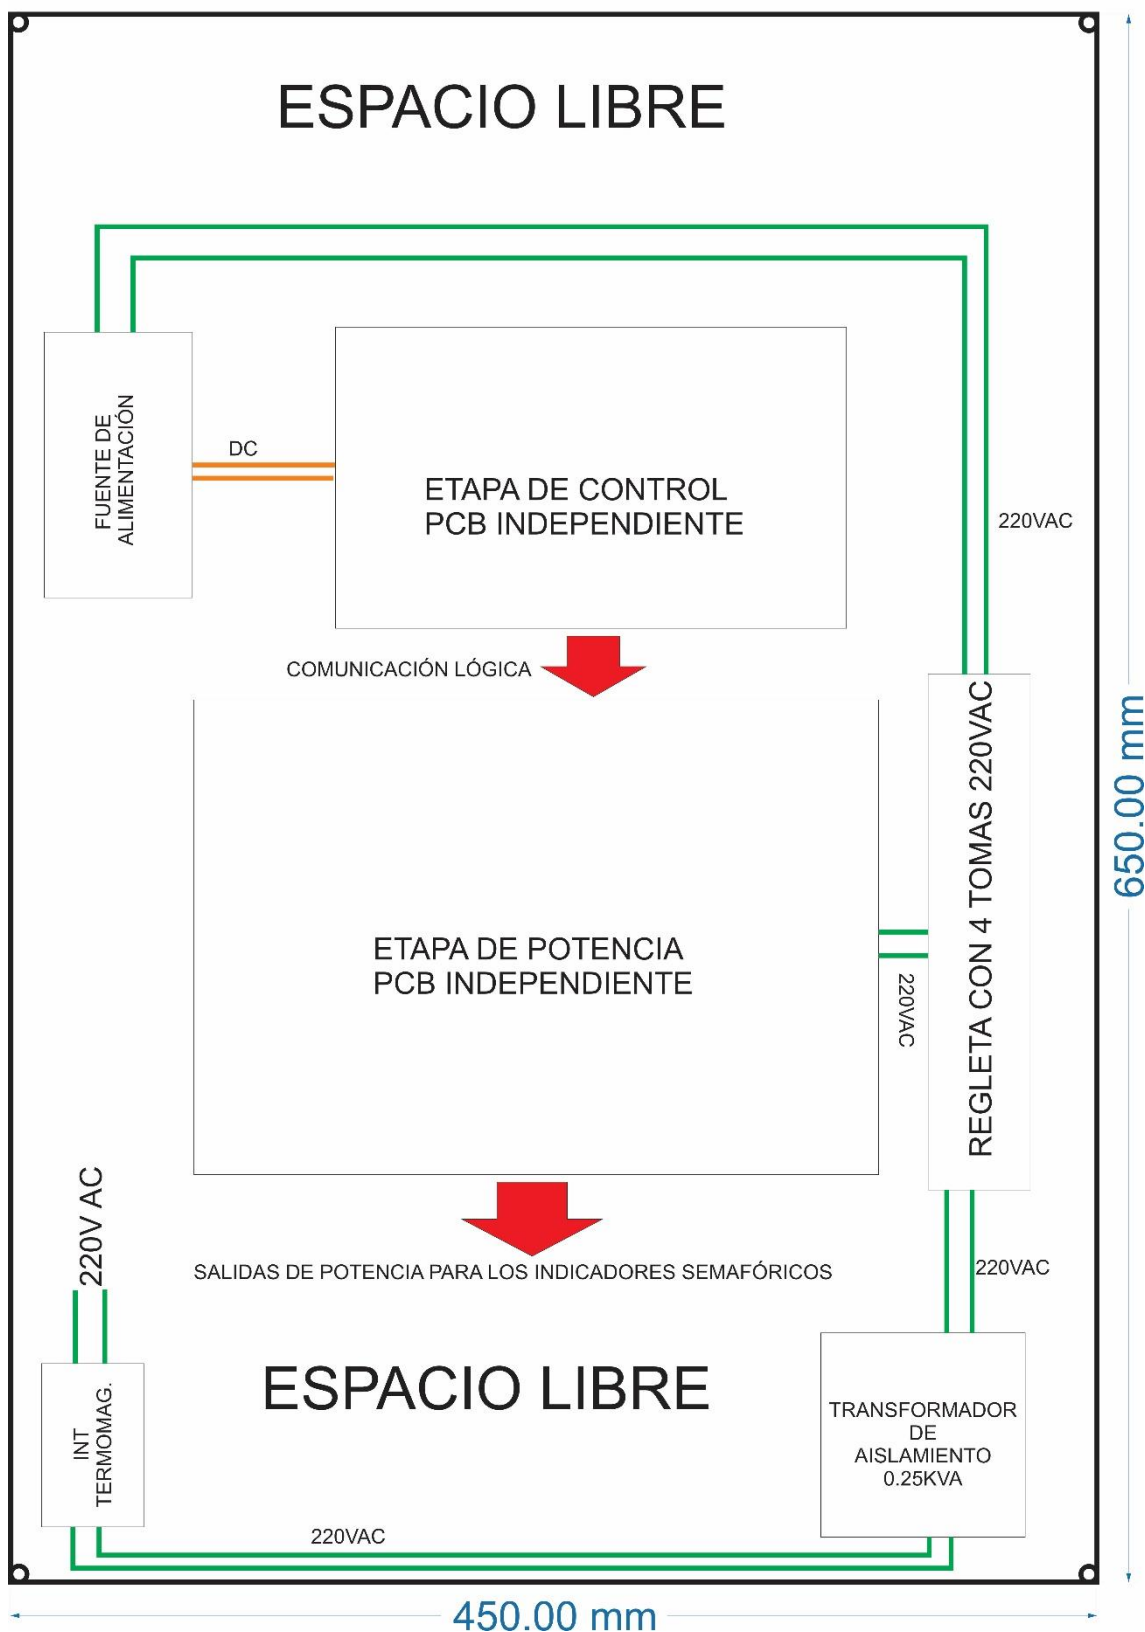 ESPACIO LIBRE
FUENTE DE
ALIMENTACIÓN
DC
ETAPA DE CONTROL
PCB INDEPENDIENTE
220VAC
COMUNICACIÓN LÓGICA
REGLETA CON 4 TOMAS 220VAC
650.00 mm
ETAPA DE POTENCIA
PCB INDEPENDIENTE
220VAC
220V AC
SALIDAS DE POTENCIA PARA LOS INDICADORES SEMAFÓRICOS
220VAC
ESPACIO LIBRE
INT
TERMOMAG.
TRANSFORMADOR
DE
AISLAMIENTO
0.25KVA
220VAC
450.00 mm